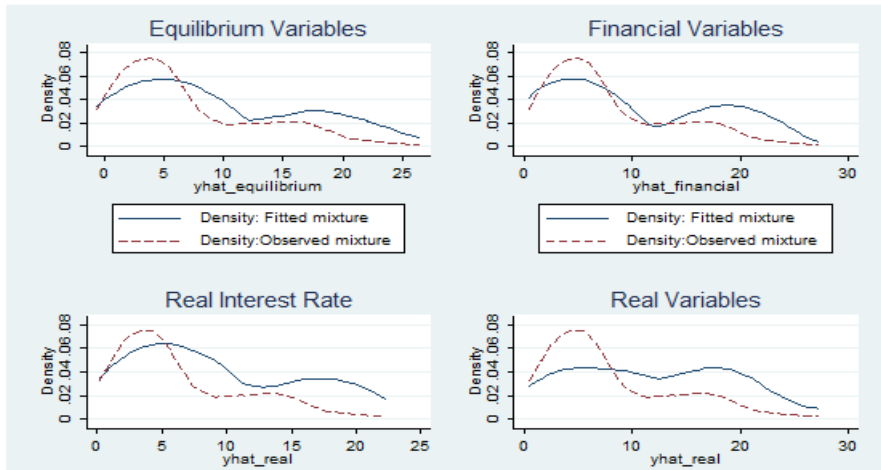 Equilibrium Variables
Density
0 .02 .04 .06 .08
0 5 10 15 20 25
yhat_equilibrium
Density: Fitted mixture
Density:Observed mixture
Financial Variables
Density
0 .02 .04 .06 .08
0 10 20 30
yhat_financial
Density: Fitted mixture
Density:Observed mixture
Real Interest Rate
Density
0 .02 .04 .06 .08
0 5 10 15 20 25
yhat_real
Real Variables
Density
0 .02 .04 .06 .08
0 10 20 30
yhat_real